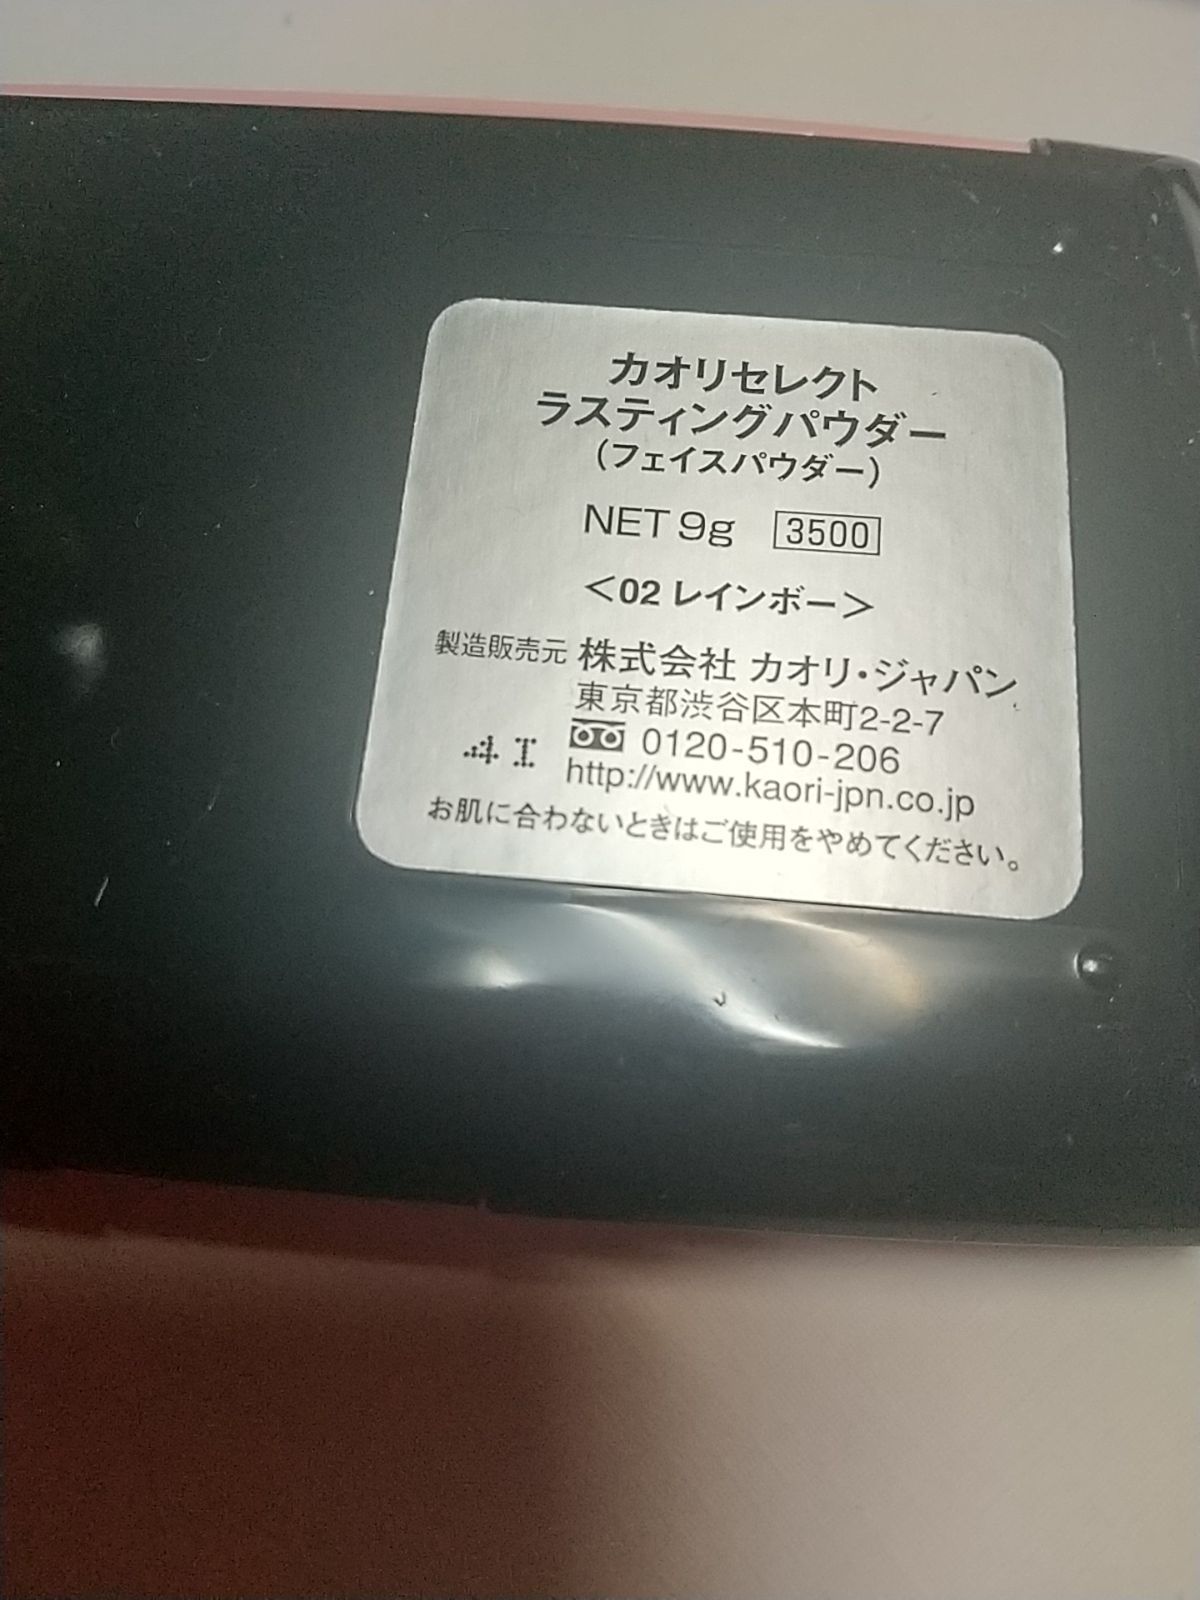 カオリセレクト
ラスティングパウダー
(フェイスパウダー)
NET 9g 3500
<02 レインボー>
製造販売元 株式会社 カオリ・ジャパン
東京都渋谷区本町2-2-7
4I 0120-510-206
http://www.kaori-jpn.co.jp
お肌に合わないときはご使用をやめてください。